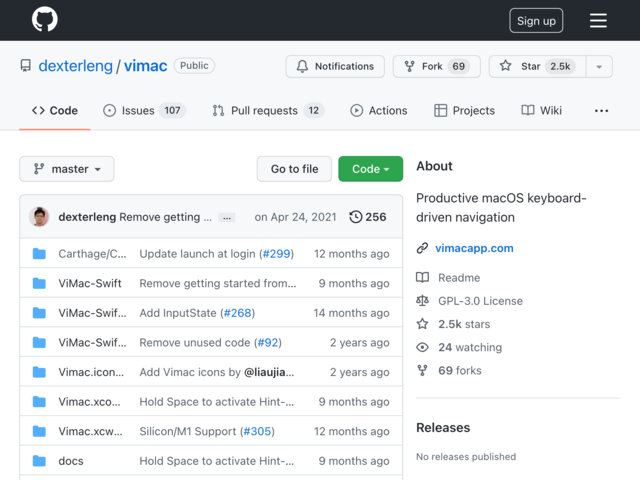 Sign up
dexterleng / vimac Public
Notifications Fork 69 Star 2.5k
Code Issues 107 Pull requests 12 Actions Projects Wiki ...
master Go to file Code
dexterleng Remove getting ... ... on Apr 24, 2021 256
Carthage/C... Update launch at login (#299) 12 months ago
ViMac-Swift Remove getting started from... 9 months ago
ViMac-Swif... Add InputState (#268) 14 months ago
ViMac-Swif... Remove unused code (#92) 2 years ago
Vimac.icon... Add Vimac icons by @liaujia... 2 years ago
Vimac.xco... Hold Space to activate Hint-... 9 months ago
Vimac.xcw... Silicon/M1 Support (#305) 12 months ago
docs Hold Space to activate Hint-... 9 months ago
About
Productive macOS keyboard-
driven navigation
vimacapp.com
Readme
GPL-3.0 License
2.5k stars
24 watching
69 forks
Releases
No releases published